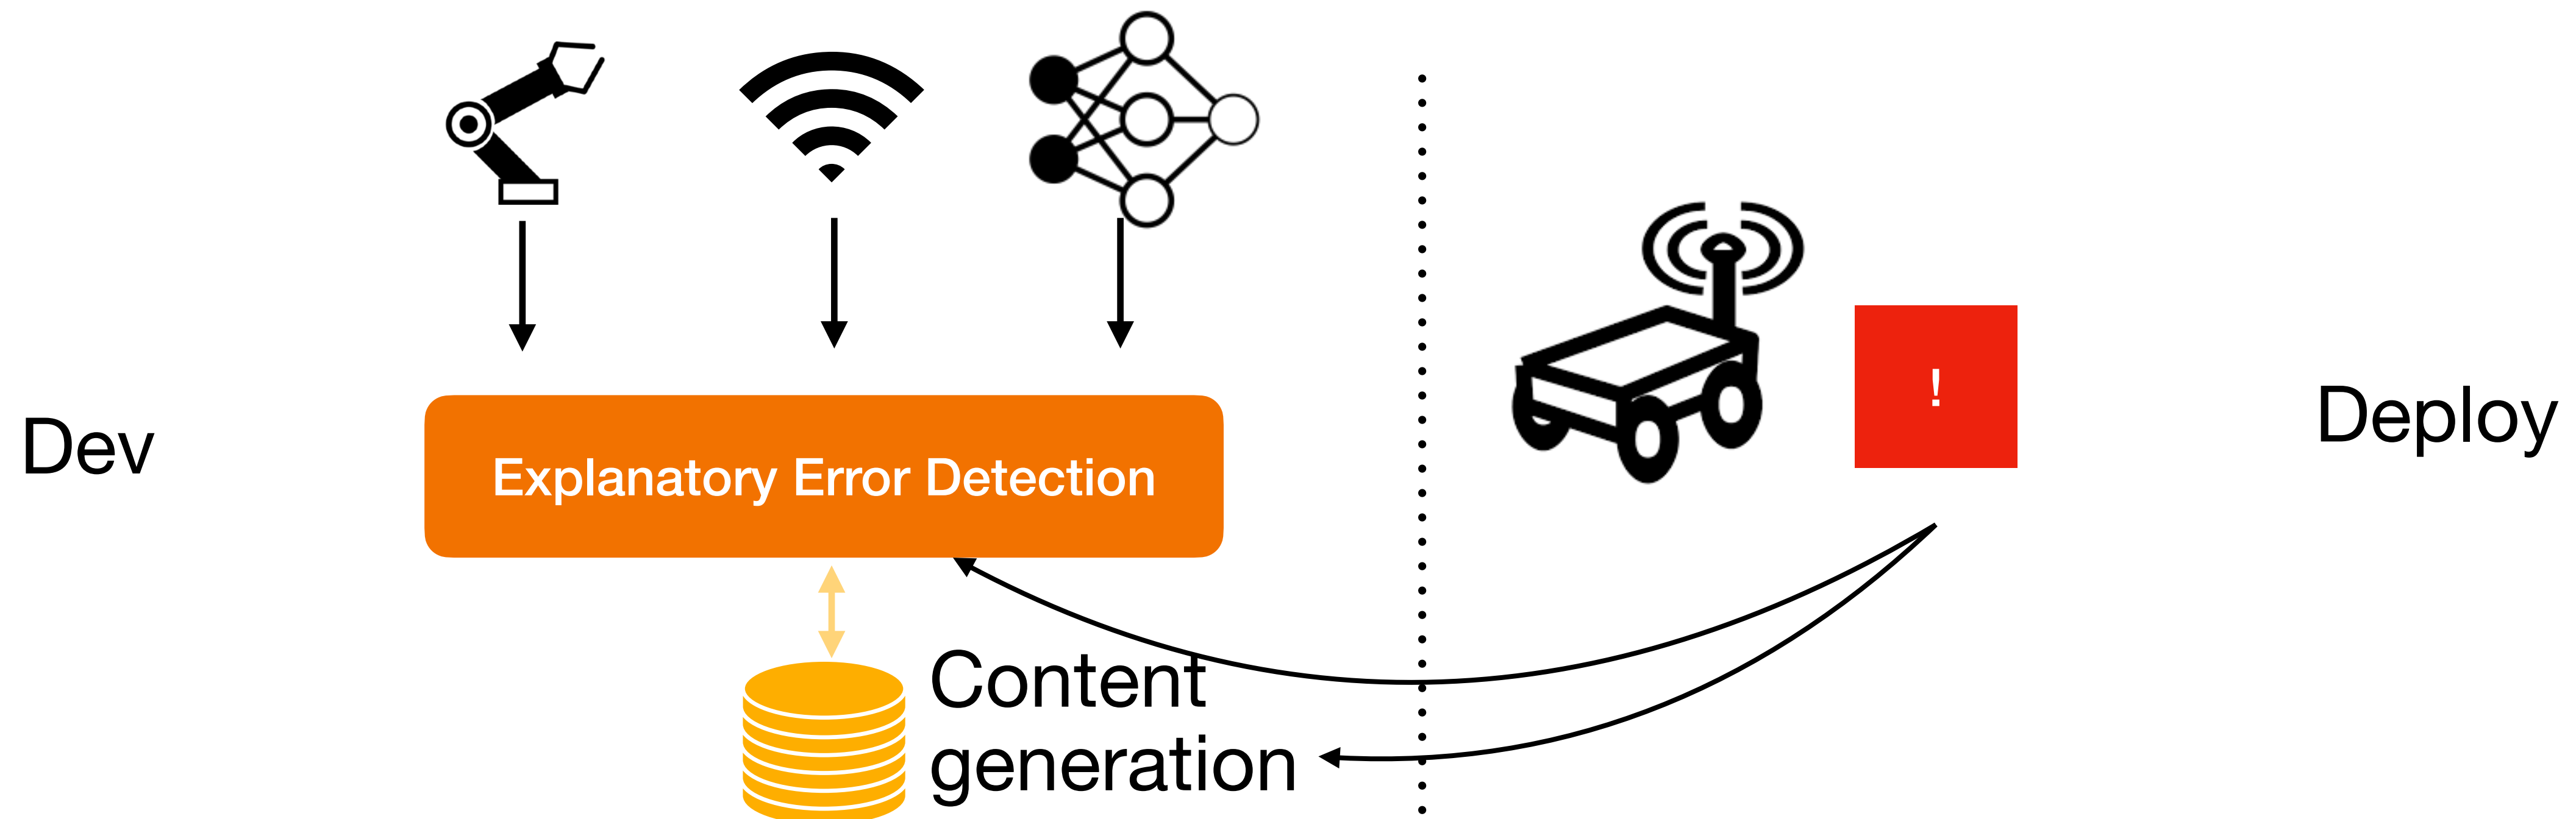 Dev
Explanatory Error Detection
Content
generation
!
Deploy